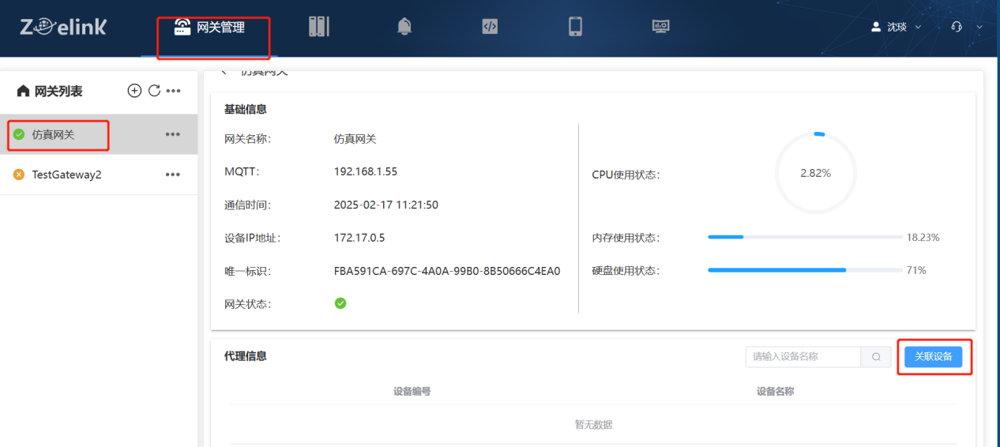 Zeelink
网关管理
沈琰
网关列表
仿真网关
TestGateway2
仿真网关
基础信息
网关名称： 仿真网关
MQTT： 192.168.1.55
通信时间： 2025-02-17 11:21:50
设备IP地址： 172.17.0.5
唯一标识： FBA591CA-697C-4A0A-99B0-8B50666C4EA0
网关状态：
CPU使用状态： 2.82%
内存使用状态： 18.23%
硬盘使用状态： 71%
代理信息
请输入设备名称
关联设备
设备编号 设备名称
暂无数据